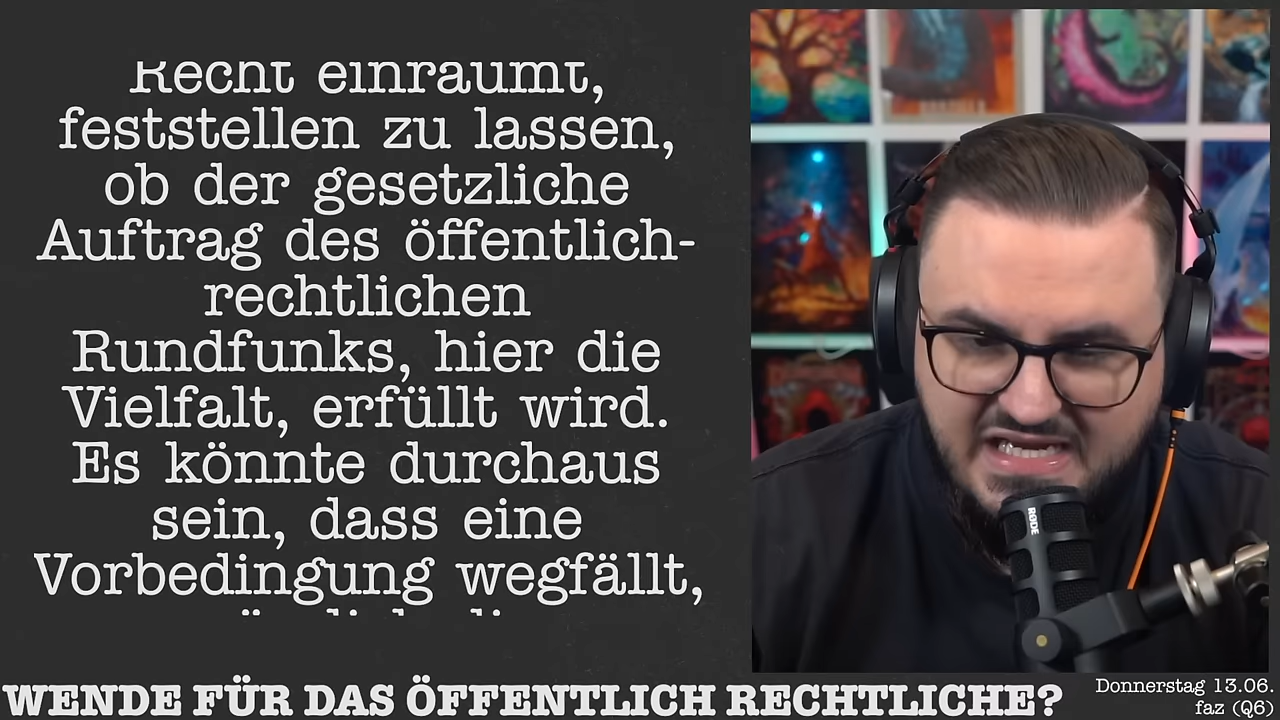 Recht einräumt,
feststellen zu lassen,
ob der gesetzliche
Auftrag des öffentlich-
rechtlichen
Rundfunks, hier die
Vielfalt, erfüllt wird.
Es könnte durchaus
sein, dass eine
Vorbedingung wegfällt,
RØDE
WENDE FÜR DAS ÖFFENTLICH RECHTLICHE?
Donnerstag 13.06.
faz (Q6)